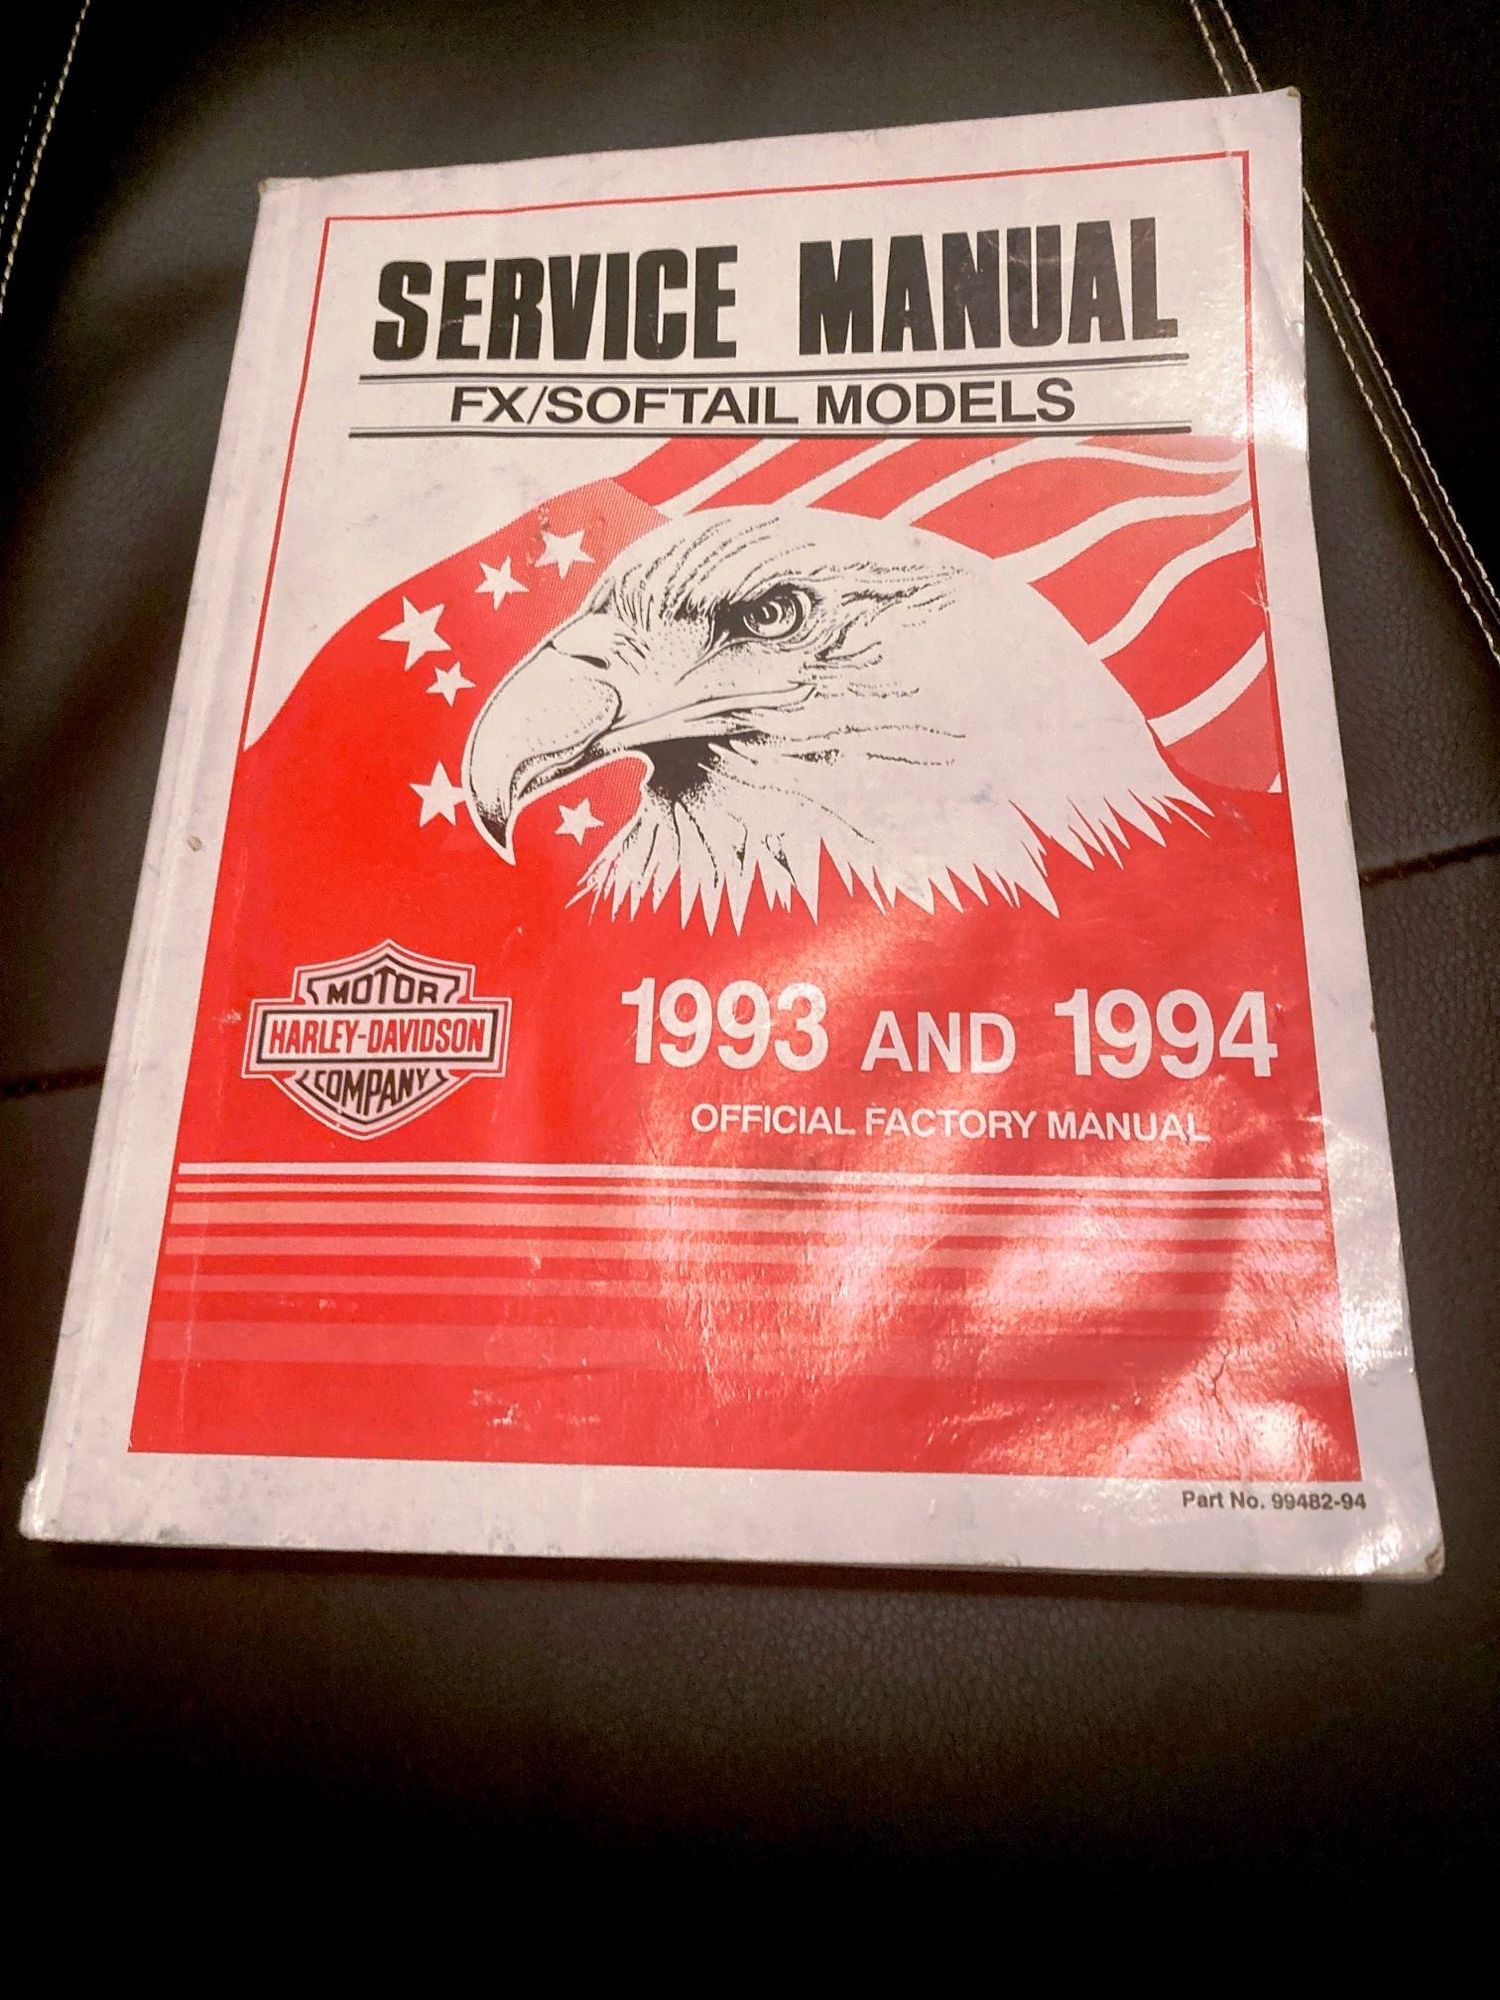 SERVICE MANUAL
FX/SOFTAIL MODELS
MOTOR
HARLEY-DAVIDSON
COMPANY
1993 AND 1994
OFFICIAL FACTORY MANUAL
Part No. 99482-94